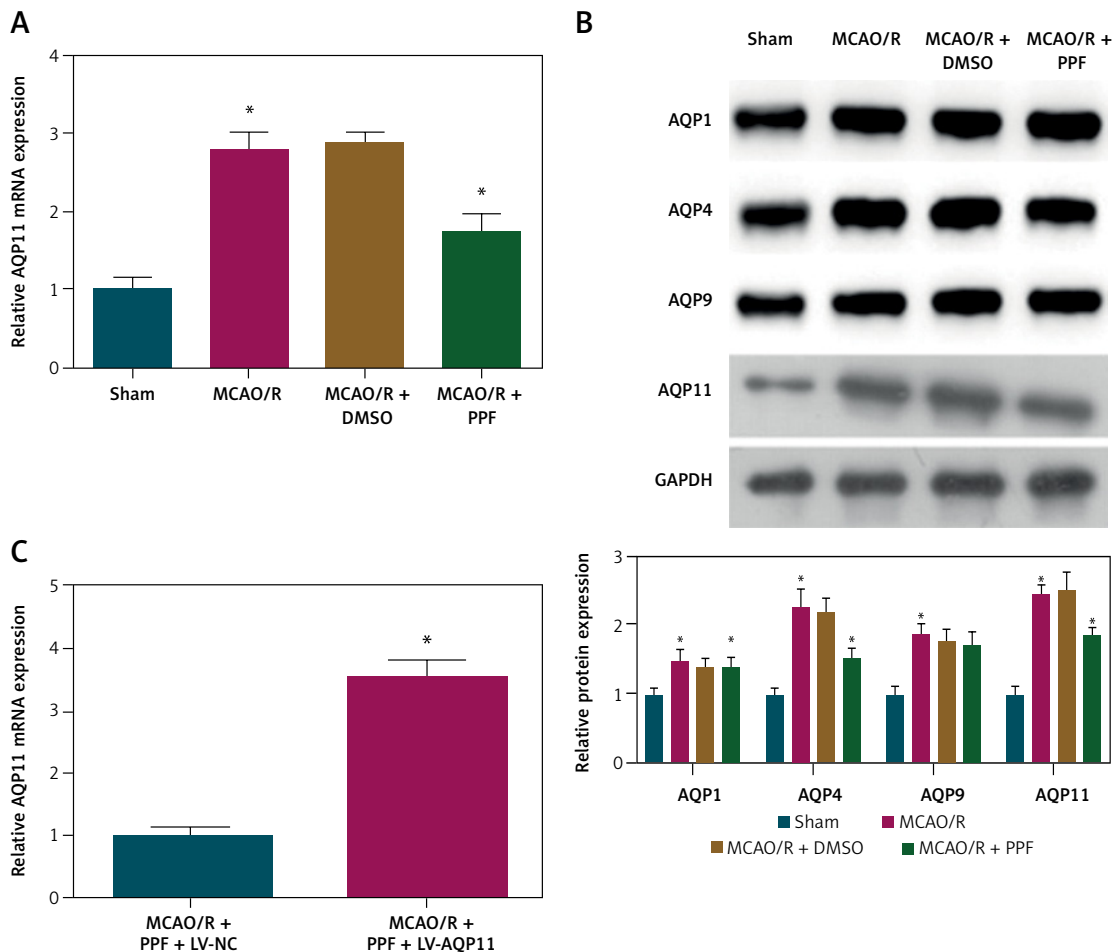 A
Relative AQP11 mRNA expression
4
3
2
1
0
*
*
Sham
MCAO/R
MCAO/R +
DMSO
MCAO/R +
PPF
B
Sham
MCAO/R
MCAO/R +
DMSO
MCAO/R +
PPF
AQP1
AQP4
AQP9
AQP11
GAPDH
Relative protein expression
3
2
1
0
*
*
*
*
*
*
*
AQP1
AQP4
AQP9
AQP11
Sham
MCAO/R
MCAO/R + DMSO
MCAO/R + PPF
C
Relative AQP11 mRNA expression
5
4
3
2
1
0
*
MCAO/R +
PPF + LV-NC
MCAO/R +
PPF + LV-AQP11